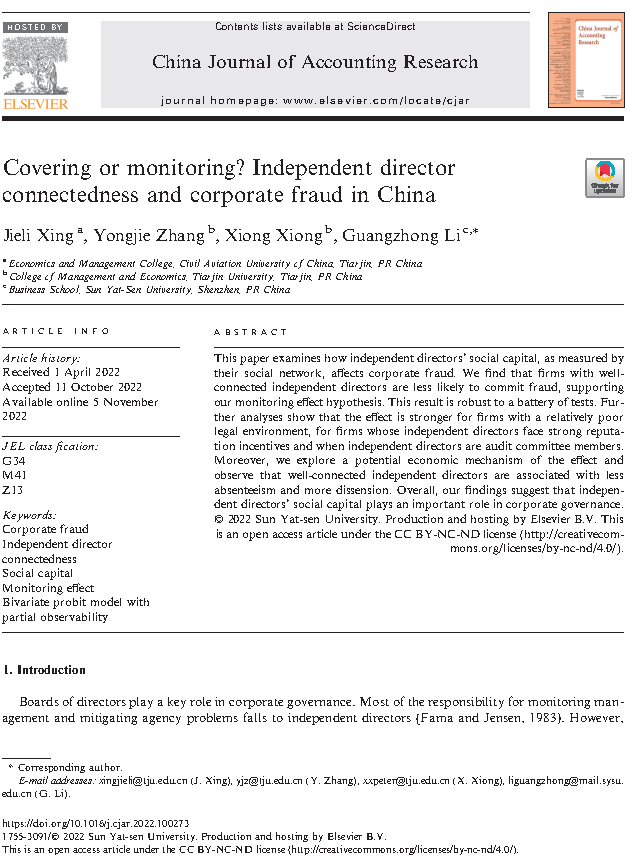 HOSTED BY
Contents lists available at ScienceDirect
China Journal of Accounting Research
journal homepage: www.elsevier.com/locate/cjar
ELSEVIER
China Journal of
Accounting
Research
Covering or monitoring? Independent director
connectedness and corporate fraud in China
Check for
updates
Jieli Xing a, Yongjie Zhang b, Xiong Xiong b, Guangzhong Li c,*
a Economics and Management College, Civil Aviation University of China, Tianjin, PR China
b College of Management and Economics, Tianjin University, Tianjin, PR China
c Business School, Sun Yat-Sen University, Shenzhen, PR China
ARTICLE INFO
Article history:
Received 1 April 2022
Accepted 11 October 2022
Available online 5 November
2022
JEL classification:
G34
M41
Z13
Keywords:
Corporate fraud
Independent director
connectedness
Social capital
Monitoring effect
Bivariate probit model with
partial observability
ABSTRACT
This paper examines how independent directors' social capital, as measured by
their social network, affects corporate fraud. We find that firms with well-
connected independent directors are less likely to commit fraud, supporting
our monitoring effect hypothesis. This result is robust to a battery of tests. Fur-
ther analyses show that the effect is stronger for firms with a relatively poor
legal environment, for firms whose independent directors face strong reputa-
tion incentives and when independent directors are audit committee members.
Moreover, we explore a potential economic mechanism of the effect and
observe that well-connected independent directors are associated with less
absenteeism and more dissension. Overall, our findings suggest that indepen-
dent directors' social capital plays an important role in corporate governance.
© 2022 Sun Yat-sen University. Production and hosting by Elsevier B.V. This
is an open access article under the CC BY-NC-ND license (http://creativecom-
mons.org/licenses/by-nc-nd/4.0/).
1. Introduction
Boards of directors play a key role in corporate governance. Most of the responsibility for monitoring man-
agement and mitigating agency problems falls to independent directors (Fama and Jensen, 1983). However,
* Corresponding author.
E-mail addresses: xingjieli@tju.edu.cn (J. Xing), yjz@tju.edu.cn (Y. Zhang), xxpeter@tju.edu.cn (X. Xiong), liguangzhong@mail.sysu.
edu.cn (G. Li).
https://doi.org/10.1016/j.cjar.2022.100273
1755-3091/© 2022 Sun Yat-sen University. Production and hosting by Elsevier B.V.
This is an open access article under the CC BY-NC-ND license (http://creativecommons.org/licenses/by-nc-nd/4.0/).